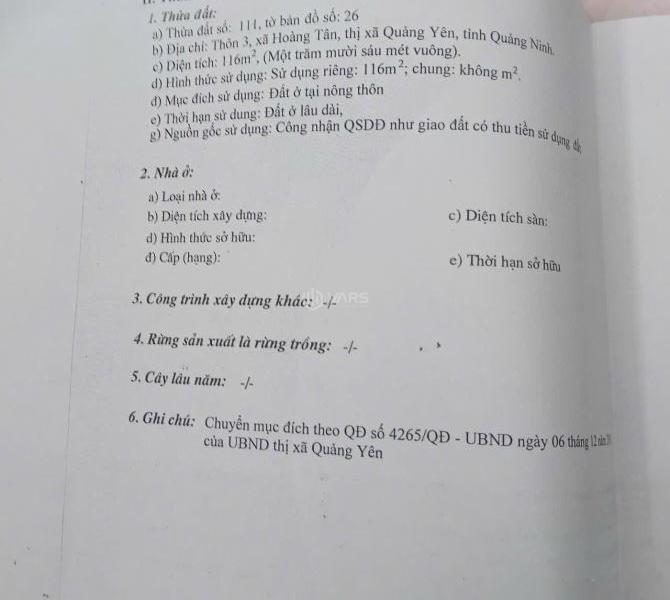 1. Thửa đất:
a) Thửa đất số: 111, tờ bản đồ số: 26
b) Địa chỉ: Thôn 3, xã Hoàng Tân, thị xã Quảng Yên, tỉnh Quảng Ninh.
c) Diện tích: 116m², (Một trăm mười sáu mét vuông).
d) Hình thức sử dụng: Sử dụng riêng: 116m²; chung: không m².
đ) Mục đích sử dụng: Đất ở tại nông thôn
e) Thời hạn sử dung: Đất ở lâu dài,
g) Nguồn gốc sử dụng: Công nhận QSDĐ như giao đất có thu tiền sử dụng
2. Nhà ở:
a) Loại nhà ở:
b) Diện tích xây dựng: c) Diện tích sàn:
d) Hình thức sở hữu:
đ) Cấp (hạng): e) Thời hạn sở hữu
3. Công trình xây dựng khác: -/-
VARS
4. Rừng sản xuất là rừng trồng: -/-
5. Cây lâu năm: -/-
6. Ghi chú: Chuyển mục đích theo QĐ số 4265/QĐ - UBND ngày 06 tháng 12
của UBND thị xã Quảng Yên